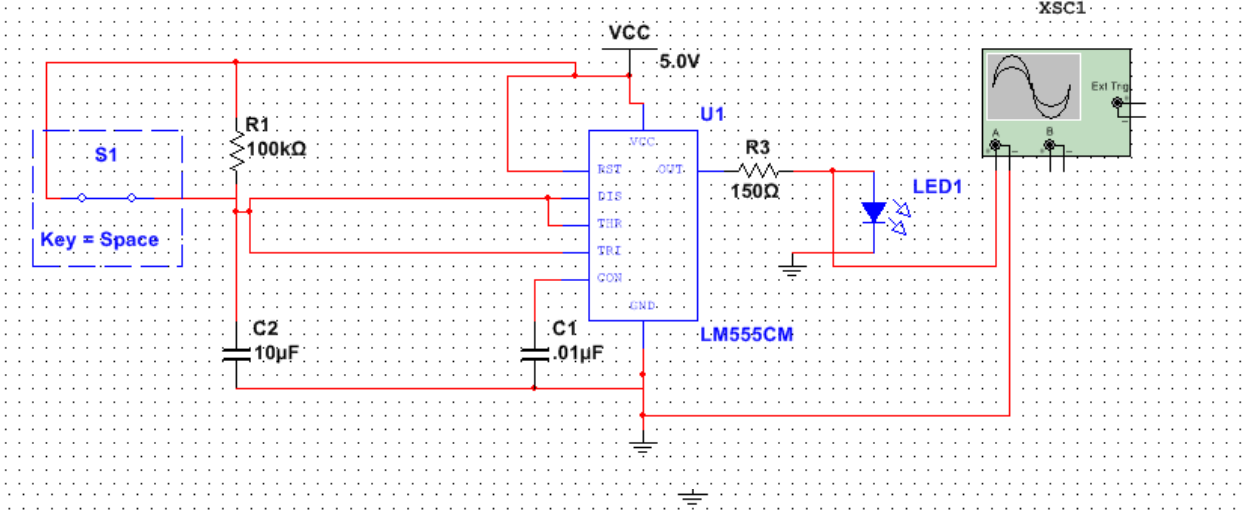 XSC1
VCC
5.0V
Ext Trig
A
B
R1
100kΩ
S1
Key = Space
U1
VCC
RST
OUT
DIS
THR
TRI
CON
GND
LM555CM
R3
150Ω
LED1
C2
10µF
C1
.01µF